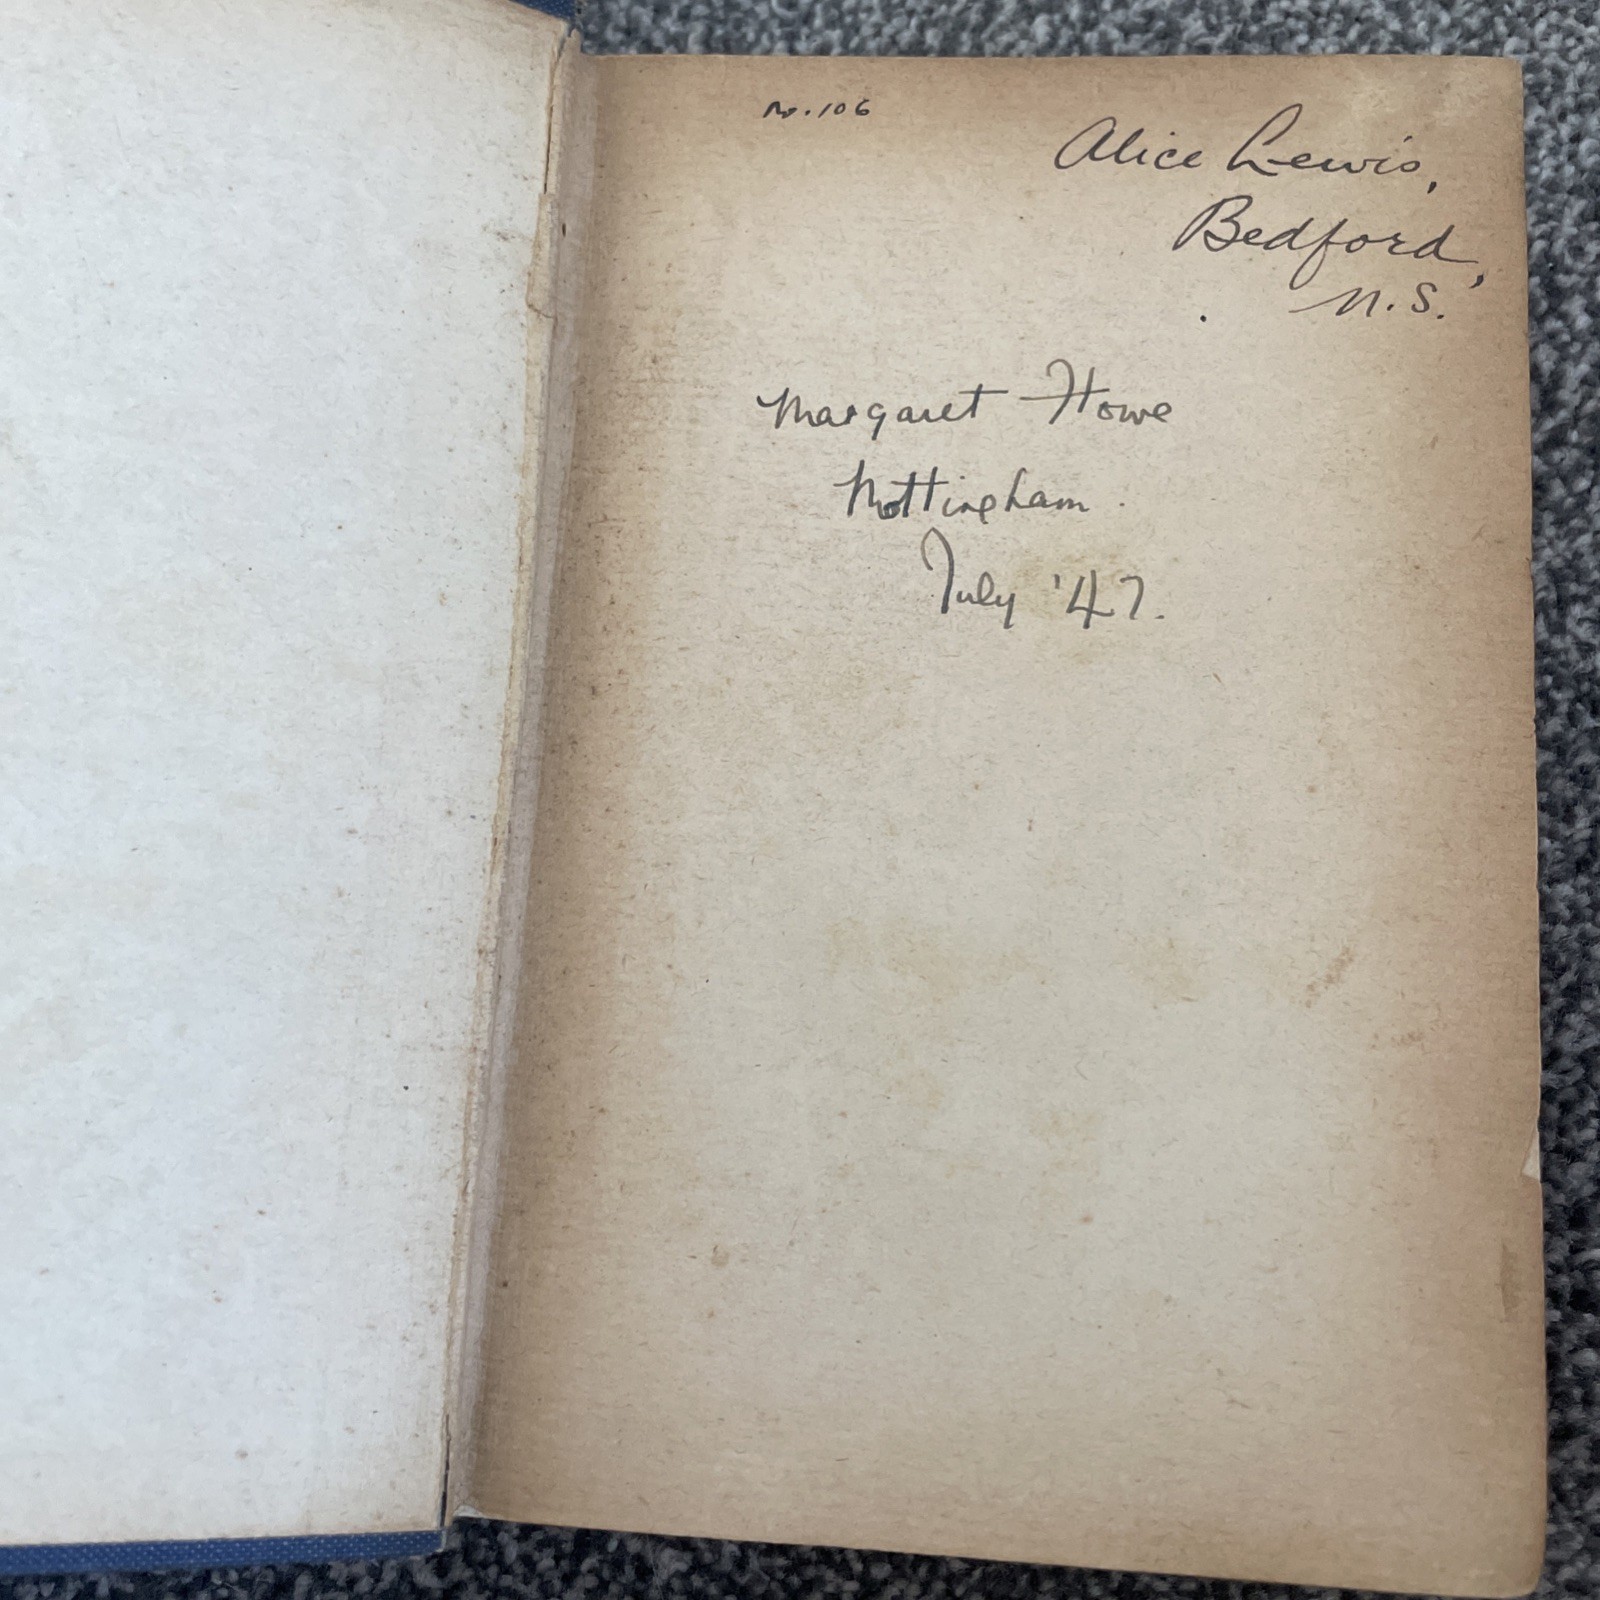 No. 106
Alice Lewis,
Bedford,
N.S.
Margaret Howe
Nottingham.
July '47.